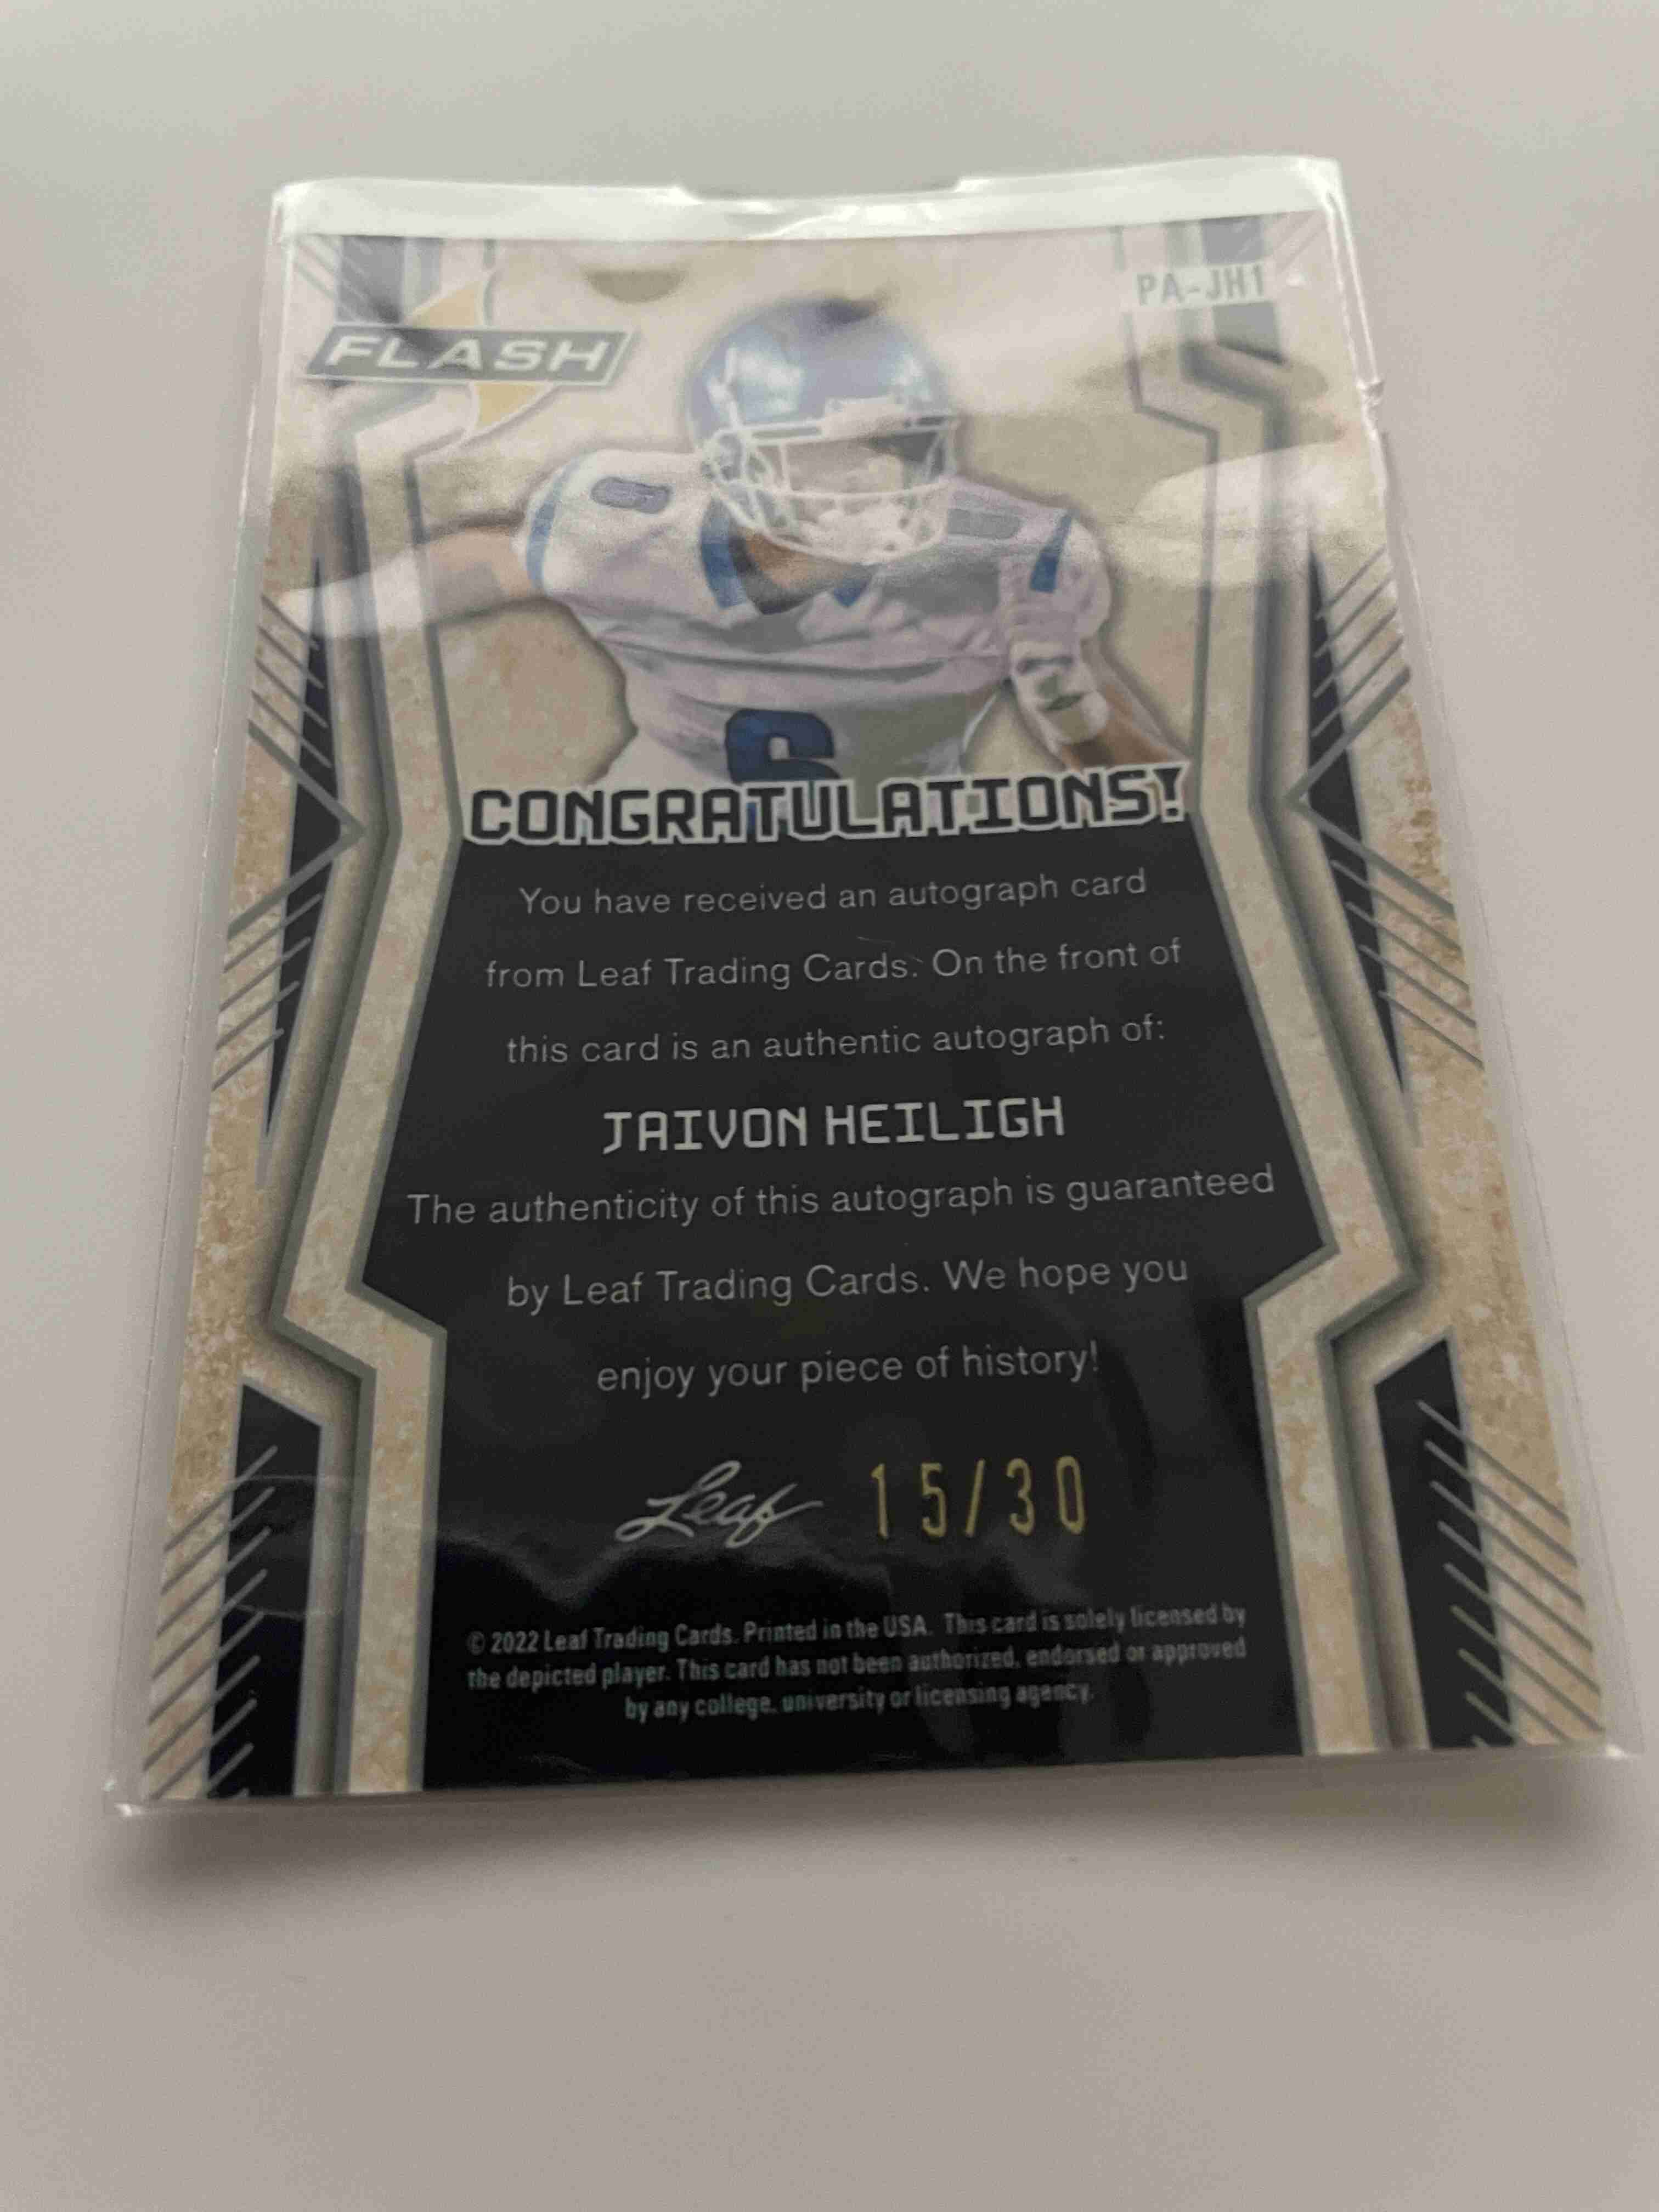 PA-JH1
FLASH
6
CONGRATULATIONS!
You have received an autograph card
from Leaf Trading Cards. On the front of
this card is an authentic autograph of:
JAIVON HEILIGH
The authenticity of this autograph is guaranteed
by Leaf Trading Cards. We hope you
enjoy your piece of history!
Leaf 15/30
© 2022 Leaf Trading Cards. Printed in the USA. This card is solely licensed by
the depicted player. This card has not been authorized, endorsed or approved
by any college, university or licensing agency.